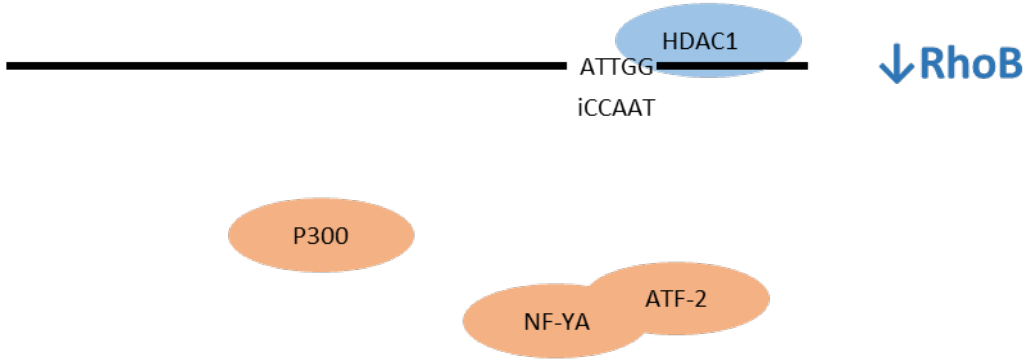 HDAC1
ATTGG
↓RhoB
iCCAAT
P300
ATF-2
NF-YA